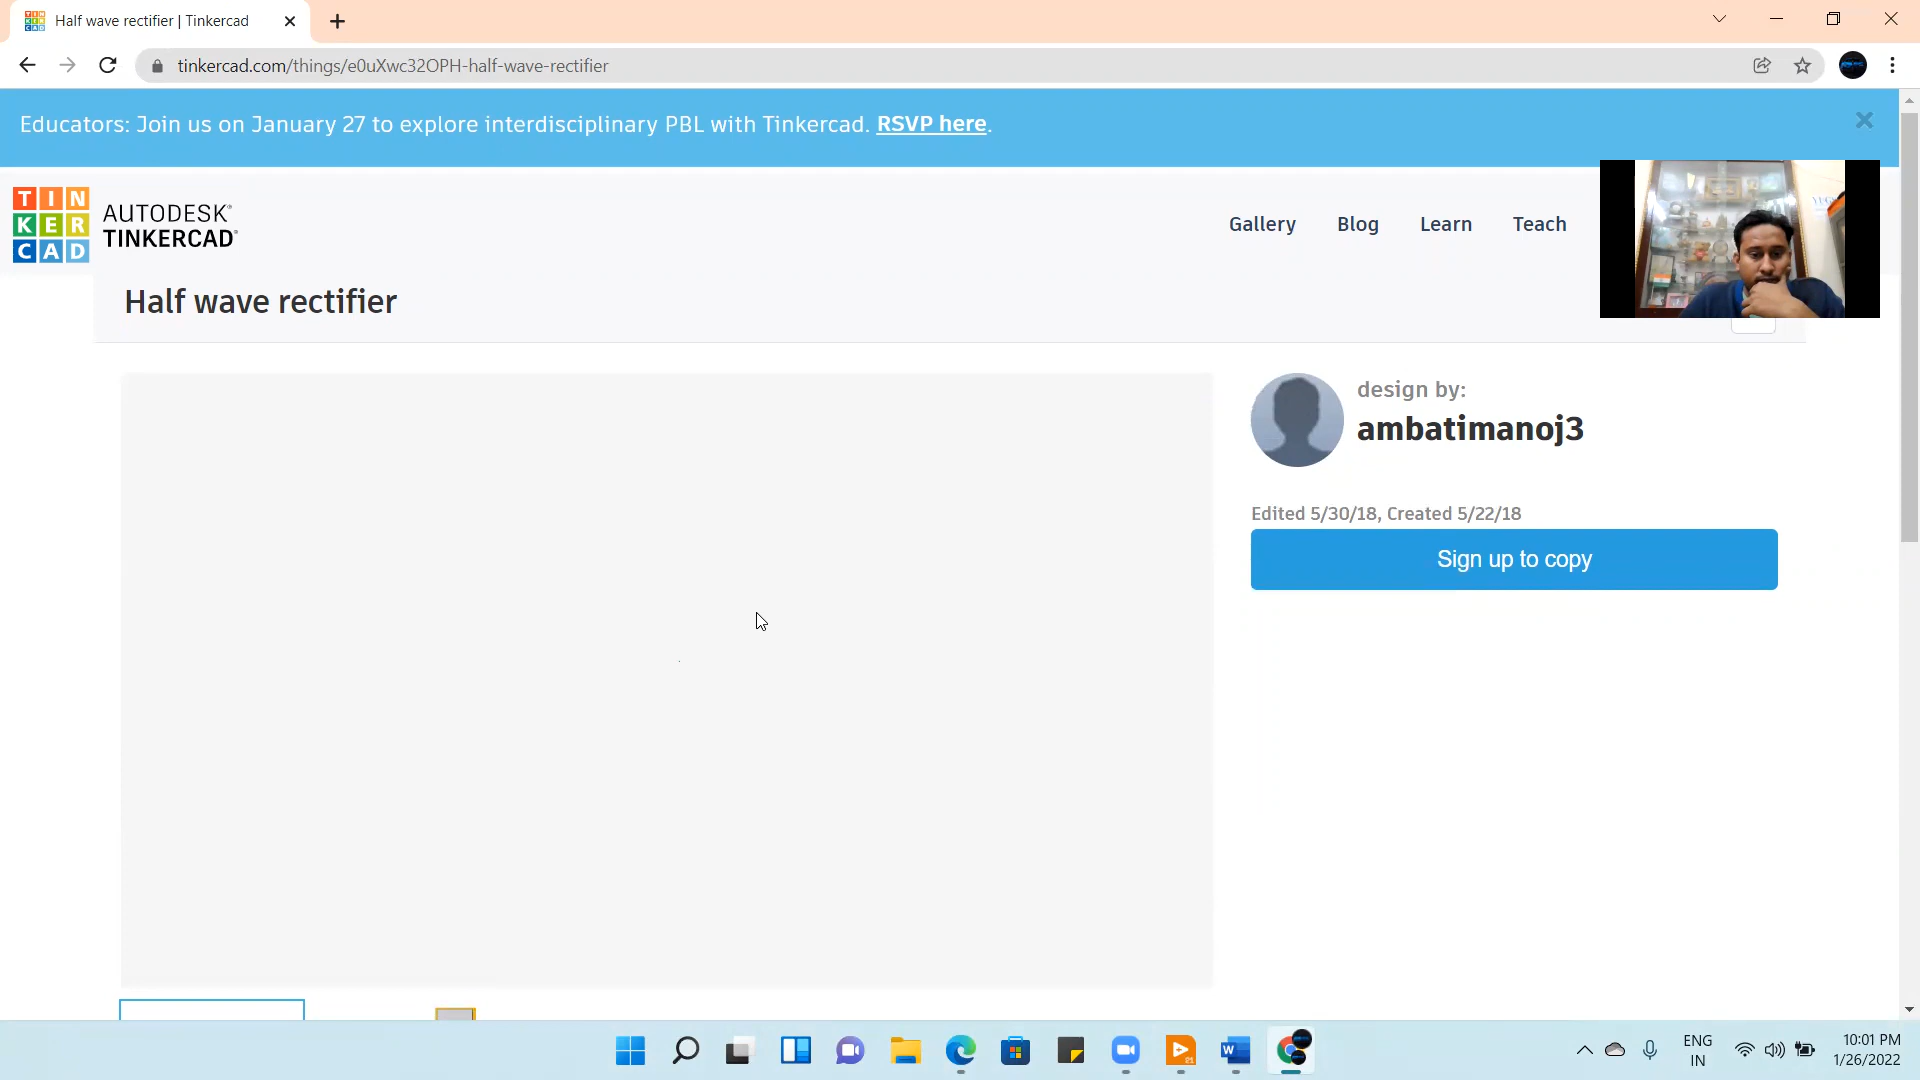 Half wave rectifier | Tinkercad
tinkercad.com/things/e0uXwc32OPH-half-wave-rectifier
Educators: Join us on January 27 to explore interdisciplinary PBL with Tinkercad. RSVP here.
TIN
KER
CAD
AUTODESK®
TINKERCAD®
Gallery Blog Learn Teach
Half wave rectifier
design by:
ambatimanoj3
Edited 5/30/18, Created 5/22/18
Sign up to copy
ENG
IN
10:01 PM
1/26/2022